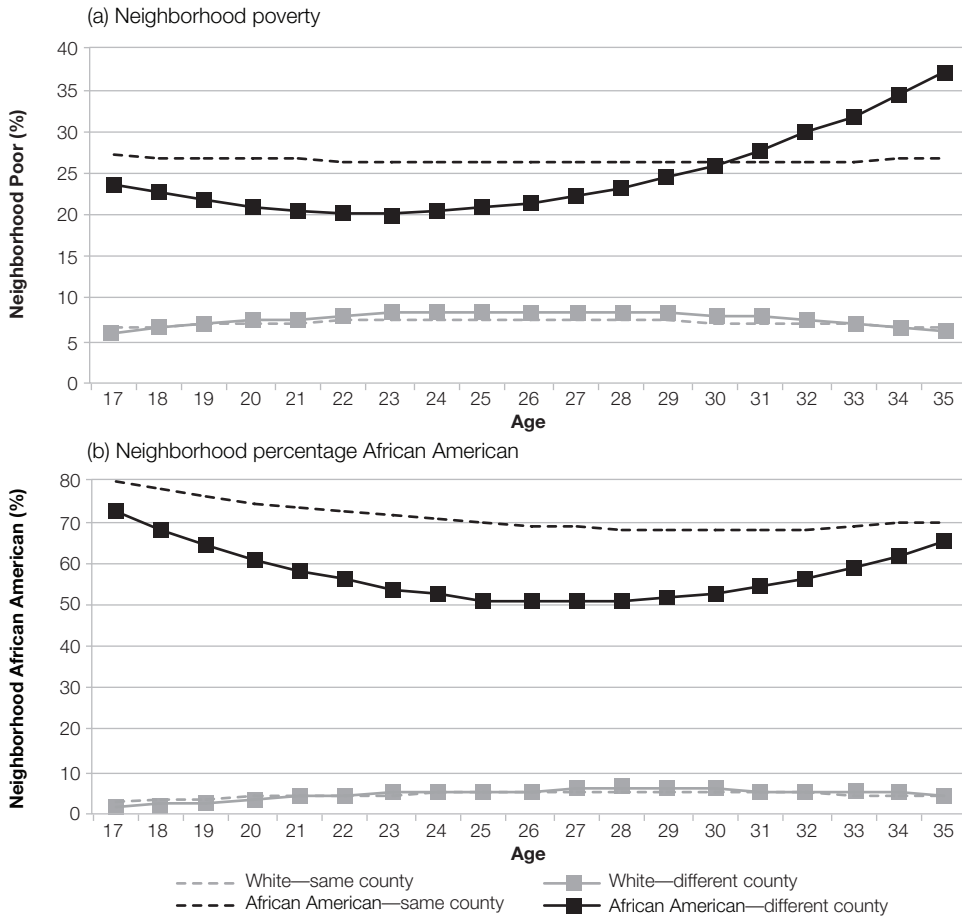 (a) Neighborhood poverty
Neighborhood Poor (%)
40
35
30
25
20
15
10
5
0
17 18 19 20 21 22 23 24 25 26 27 28 29 30 31 32 33 34 35
Age
(b) Neighborhood percentage African American
Neighborhood African American (%)
80
70
60
50
40
30
20
10
0
17 18 19 20 21 22 23 24 25 26 27 28 29 30 31 32 33 34 35
Age
White—same county White—different county
African American—same county African American—different county